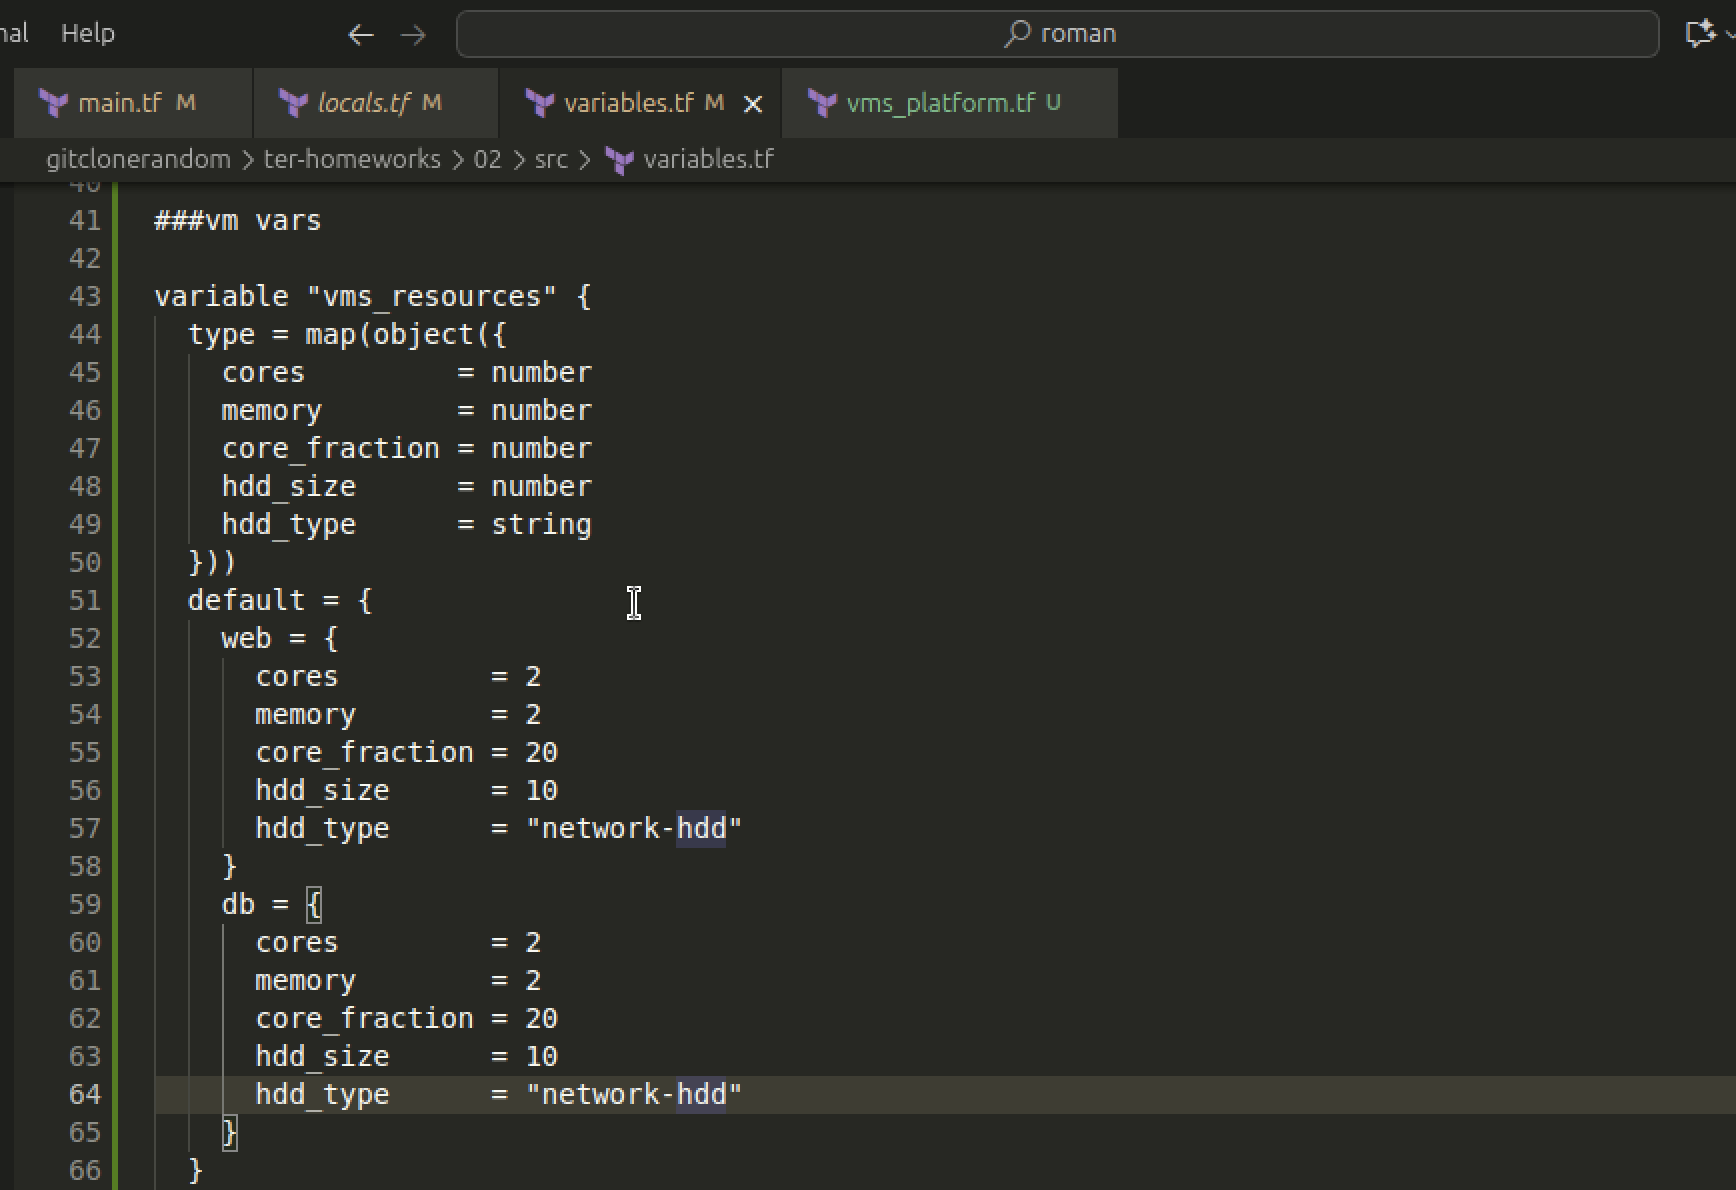 Help
roman
main.tf M
locals.tf M
variables.tf M
vms_platform.tf U
gitclonerandom > ter-homeworks > 02 > src > variables.tf
41 ###vm vars
42
43 variable "vms_resources" {
44 type = map(object({
45 cores = number
46 memory = number
47 core_fraction = number
48 hdd_size = number
49 hdd_type = string
50 }))
51 default = {
52 web = {
53 cores = 2
54 memory = 2
55 core_fraction = 20
56 hdd_size = 10
57 hdd_type = "network-hdd"
58 }
59 db = {
60 cores = 2
61 memory = 2
62 core_fraction = 20
63 hdd_size = 10
64 hdd_type = "network-hdd"
65 }
66 }